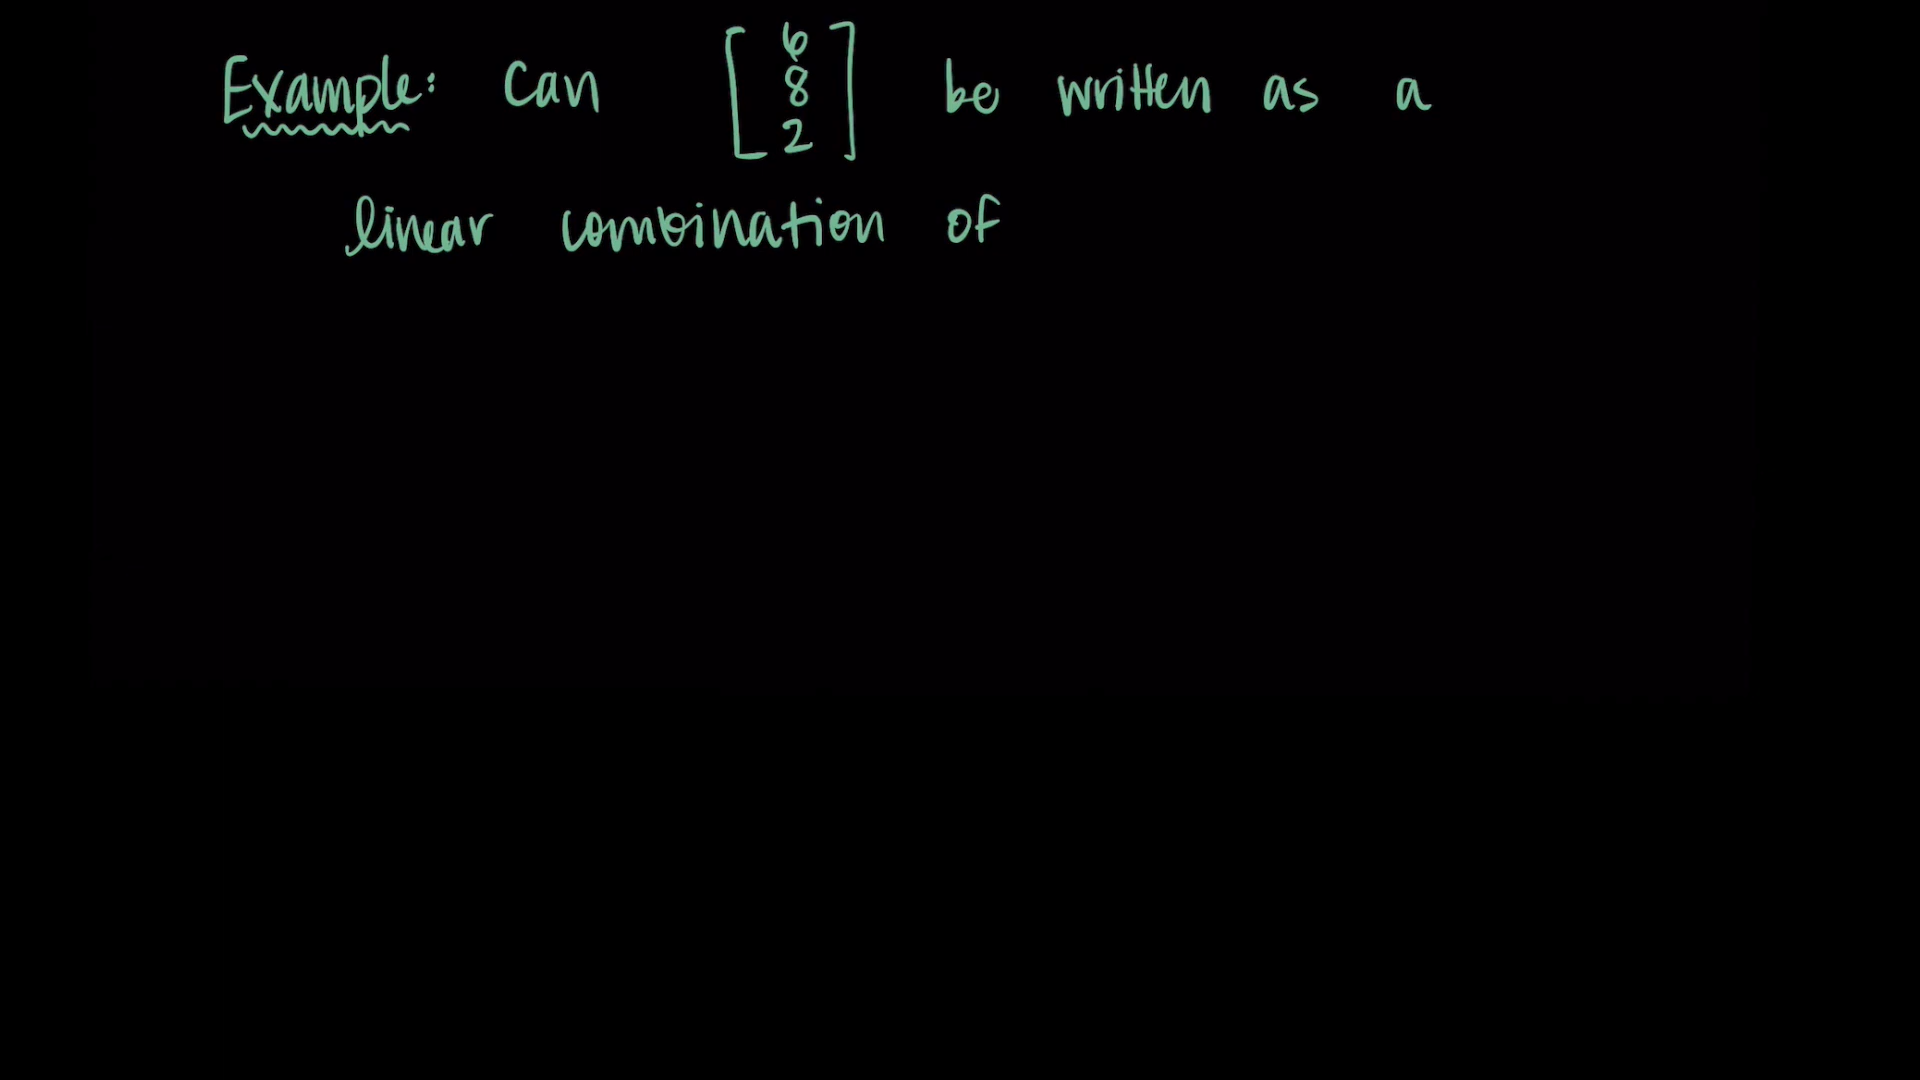 Example: Can [6 8 2] be written as a
linear combination of